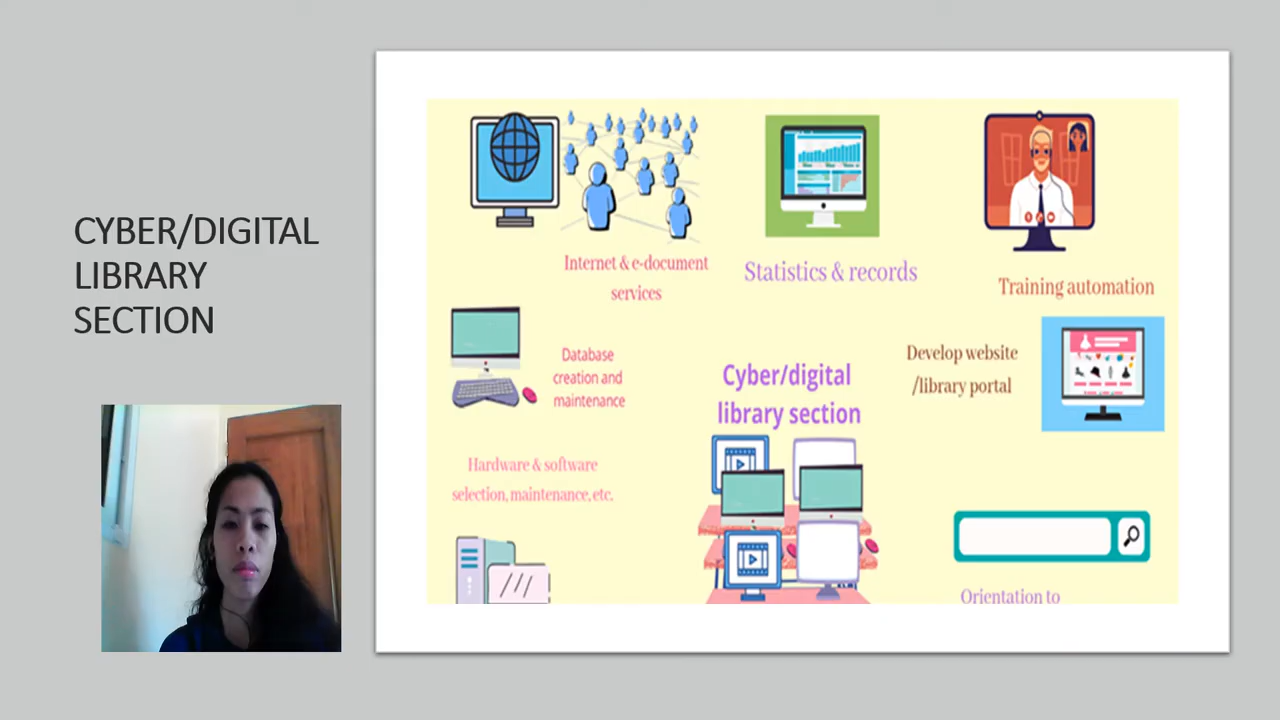 CYBER/DIGITAL
LIBRARY
SECTION
Internet & e-document
services
Statistics & records
Training automation
Database
creation and
maintenance
Develop website
/library portal
Cyber/digital
library section
Hardware & software
selection, maintenance, etc.
Orientation to